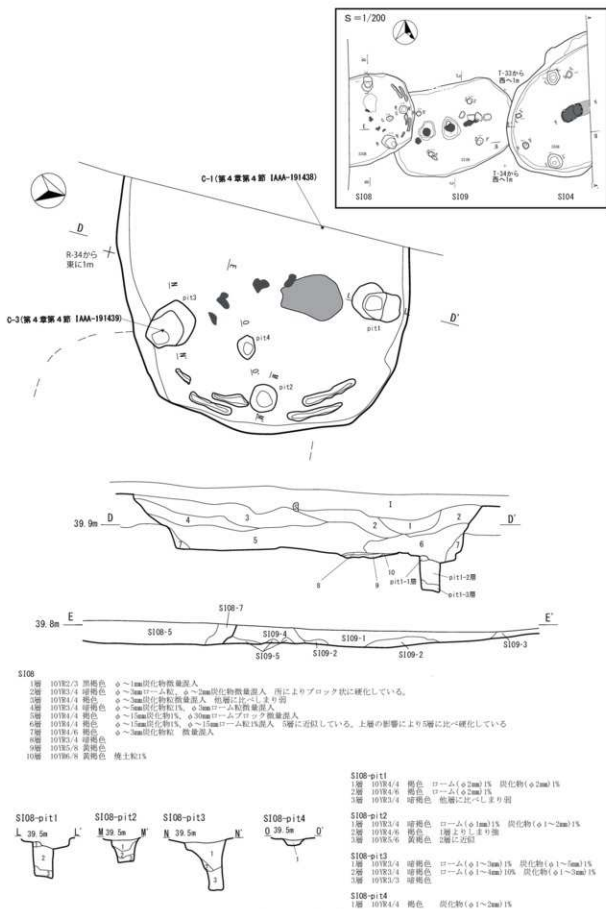 S=1/200
T-33から
西へ1m
T-34から
西へ1m
SI08
SI09
SI04
C-1(第4章第4節 IAAA-191438)
D
R-34から
東に1m
N
E
pit3
pit1
D'
C-3(第4章第4節 IAAA-191439)
pit4
N'
pit2
39.9m
D
I
D'
4
3
2
1
2
5
6
7
7
8
9
10
pit1-1層
pit1-2層
pit1-3層
39.8m
E
SI08-7
E'
SI08-5
SI09-4
SI09-1
SI09-3
SI09-5
SI09-2
SI09-2
SI08
1層 10YR2/3 黒褐色 φ~1mm炭化物微量混入
2層 10YR3/4 暗褐色 φ~3mmローム粒、φ~2mm炭化物微量混入 所によりブロック状に硬化している。
3層 10YR4/4 褐色 φ~3mm炭化物粒微量混入 他層に比べしまり弱
4層 10YR3/4 暗褐色 φ~5mm炭化物粒1%、φ3mmローム粒微量混入
5層 10YR4/4 褐色 φ~15mm炭化物1%、φ30mmロームブロック微量混入
6層 10YR4/4 褐色 φ~15mm炭化物1%、φ~15mmローム粒1%混入 5層に近似している。上層の影響により5層に比べ硬化している
7層 10YR4/6 褐色 φ~3mm炭化物粒 微量混入
8層 10YR3/4 暗褐色
9層 10YR5/8 黄褐色
10層 10YR6/8 黄褐色 焼土粒1%
SI08-pit1
1層 10YR4/4 褐色 ローム(φ2mm)1% 炭化物(φ2mm)1%
2層 10YR4/6 褐色 ローム(φ2mm)1%
3層 10YR3/4 暗褐色 他層に比べしまり弱
SI08-pit2
1層 10YR3/4 暗褐色 ローム(φ1mm)1% 炭化物(φ1~2mm)1%
2層 10YR4/6 褐色 1層よりしまり強
3層 10YR5/6 黄褐色 2層に近似
SI08-pit3
1層 10YR3/4 暗褐色 ローム(φ1~3mm)1% 炭化物(φ1~5mm)1%
2層 10YR3/4 暗褐色 ローム(φ1~4mm)10% 炭化物(φ1~3mm)1%
3層 10YR3/3 暗褐色
SI08-pit4
1層 10YR4/4 褐色 炭化物(φ1~2mm)1%
SI08-pit1
L 39.5m L'
2
SI08-pit2
M 39.5m M'
SI08-pit3
N 39.5m N'
1
3
SI08-pit4
O 39.5m O'
1